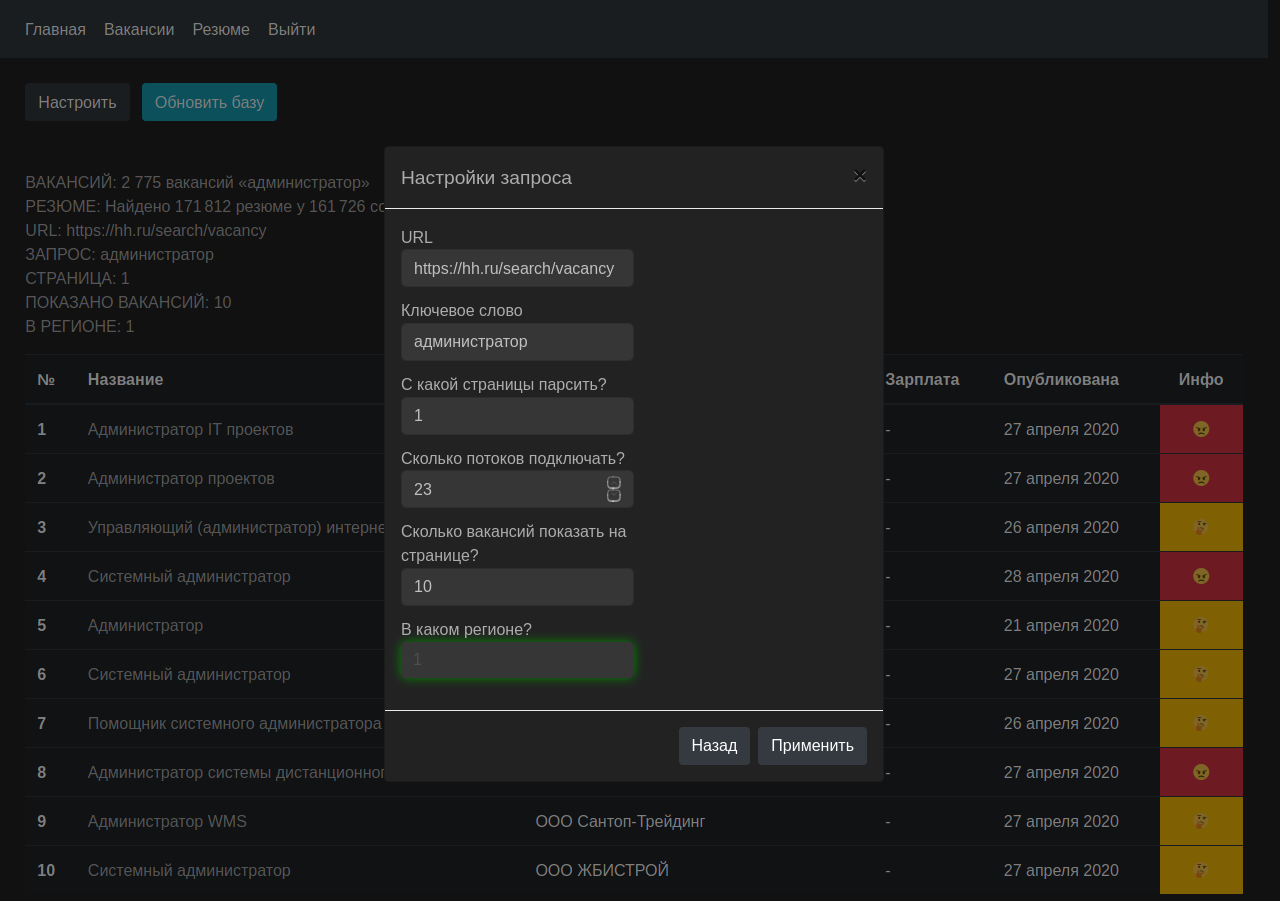 Главная Вакансии Резюме Выйти
Настроить Обновить базу
ВАКАНСИЙ: 2 775 вакансий «администратор»
РЕЗЮМЕ: Найдено 171 812 резюме у 161 726 со
URL: https://hh.ru/search/vacancy
ЗАПРОС: администратор
СТРАНИЦА: 1
ПОКАЗАНО ВАКАНСИЙ: 10
В РЕГИОНЕ: 1
Настройки запроса ×
URL
https://hh.ru/search/vacancy
Ключевое слово
администратор
С какой страницы парсить?
1
Сколько потоков подключать?
23
Сколько вакансий показать на
странице?
10
В каком регионе?
1
Назад Применить
№ Название Зарплата Опубликована Инфо
1 Администратор IT проектов - 27 апреля 2020
2 Администратор проектов - 27 апреля 2020
3 Управляющий (администратор) интерне - 26 апреля 2020
4 Системный администратор - 28 апреля 2020
5 Администратор - 21 апреля 2020
6 Системный администратор - 27 апреля 2020
7 Помощник системного администратора - 26 апреля 2020
8 Администратор системы дистанционног - 27 апреля 2020
9 Администратор WMS ООО Сантоп-Трейдинг - 27 апреля 2020
10 Системный администратор ООО ЖБИСТРОЙ - 27 апреля 2020